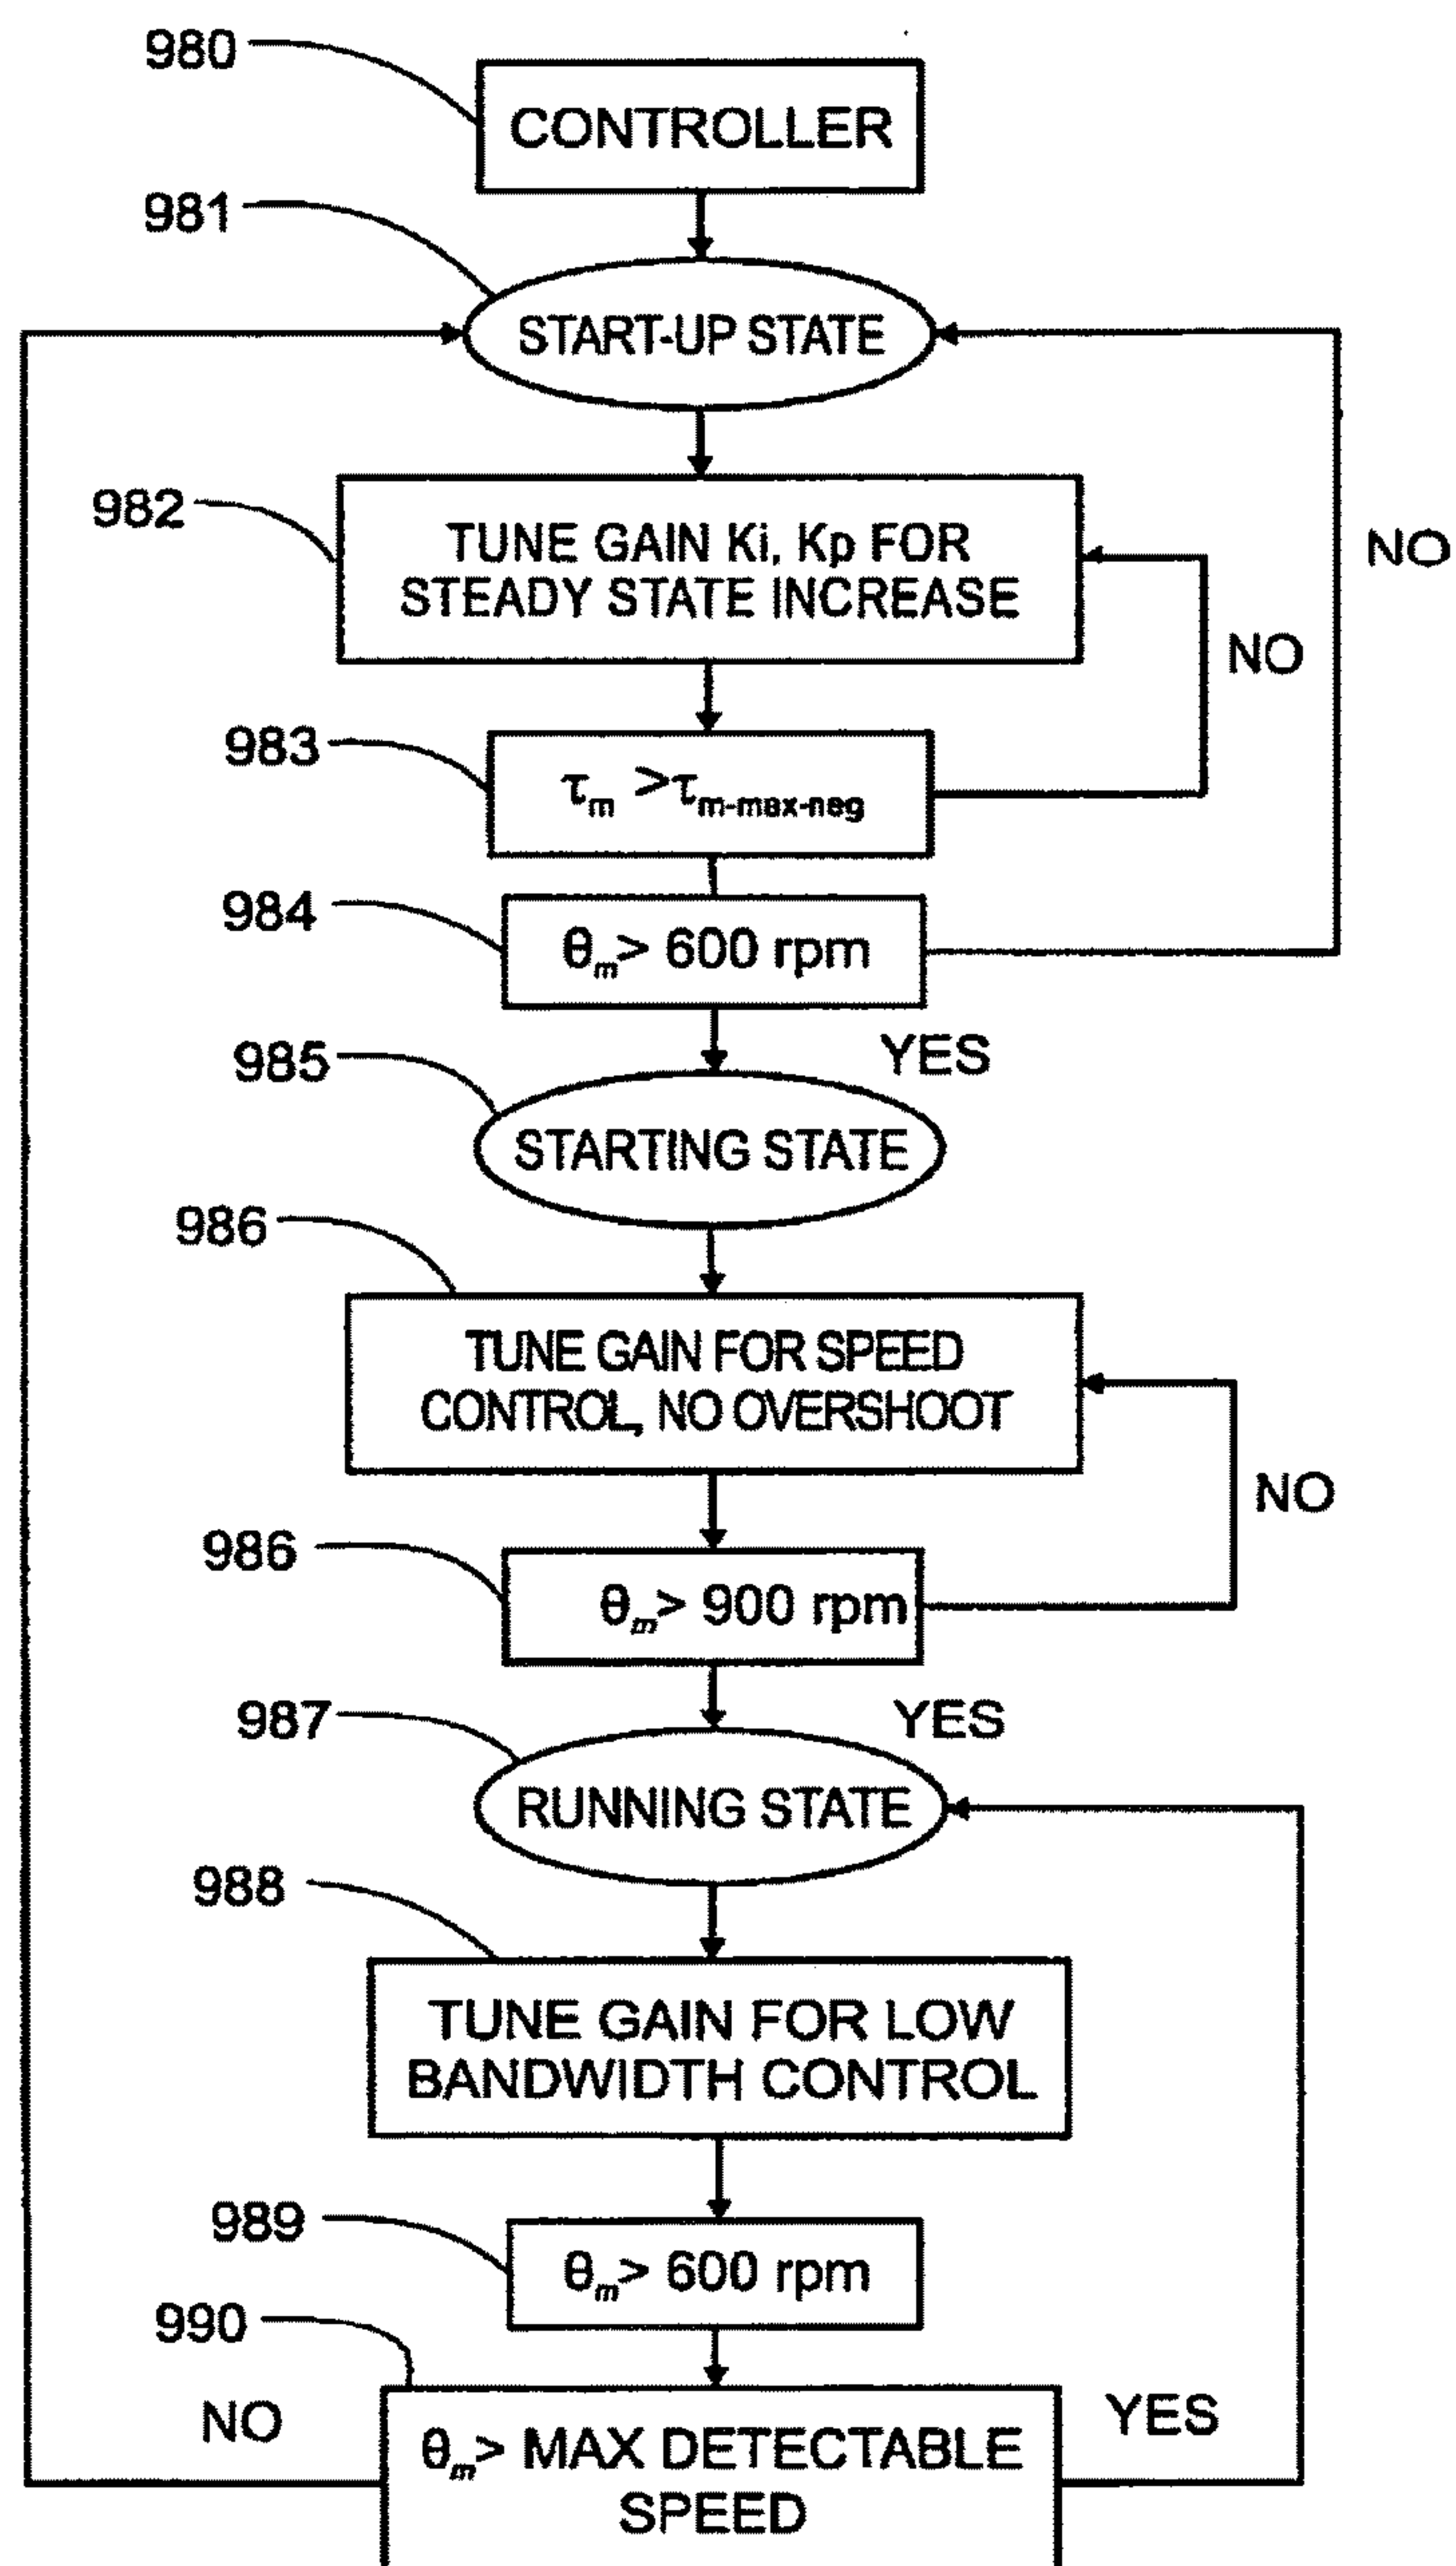 980
CONTROLLER
981
START-UP STATE
982
TUNE GAIN Ki, Kp FOR
STEADY STATE INCREASE
NO
NO
983
τm >τm-max-neg
984
θm> 600 rpm
YES
985
STARTING STATE
986
TUNE GAIN FOR SPEED
CONTROL, NO OVERSHOOT
NO
986
θm> 900 rpm
YES
987
RUNNING STATE
988
TUNE GAIN FOR LOW
BANDWIDTH CONTROL
989
θm> 600 rpm
990
NO
YES
θm> MAX DETECTABLE
SPEED